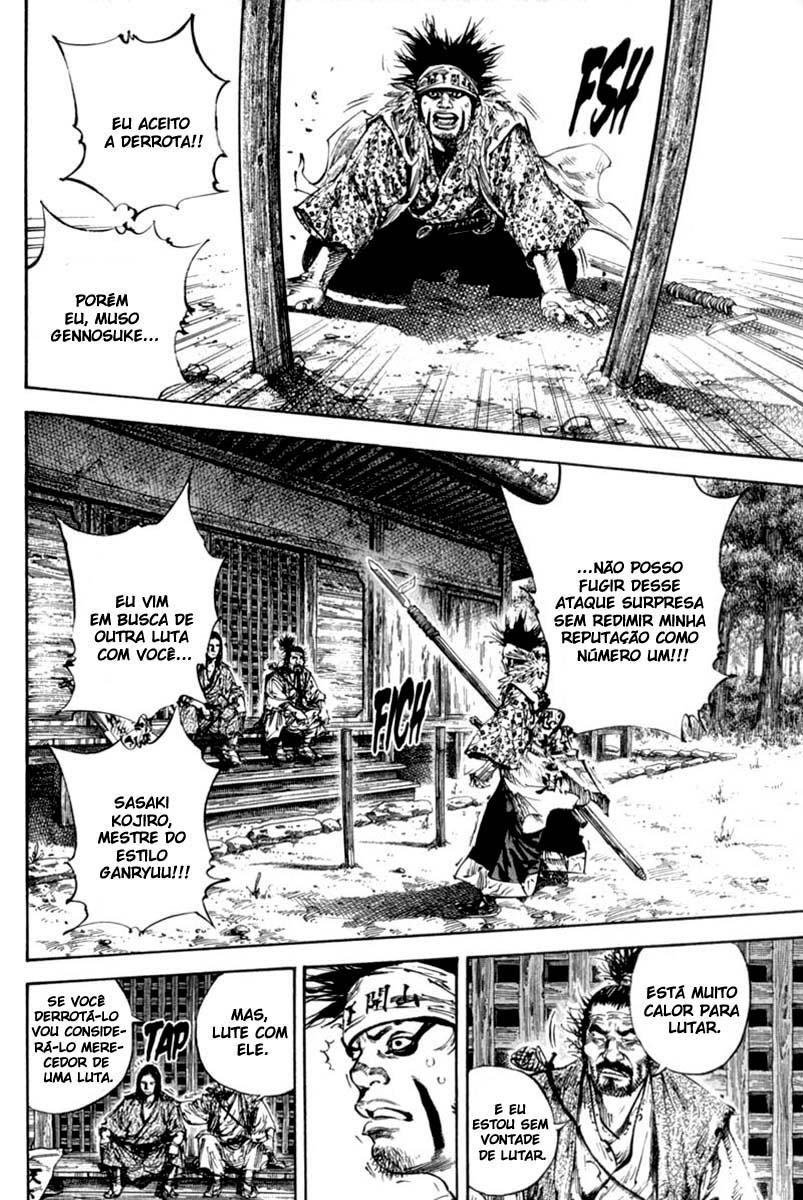 FSH
EU ACEITO
A DERROTA!!
PORÉM
EU, MUSO
GENNOSUKE...
...NÃO POSSO
FUGIR DESSE
ATAQUE SURPRESA
SEM REDIMIR MINHA
REPUTAÇÃO COMO
NÚMERO UM!!!
EU VIM
EM BUSCA DE
OUTRA LUTA
COM VOCÊ...
FICH
SASAKI
KOJIRO,
MESTRE DO
ESTILO
GANRYUU!!!
ESTÁ MUITO
CALOR PARA
LUTAR.
E EU
ESTOU SEM
VONTADE
DE LUTAR.
開山
MAS,
LUTE COM
ELE.
TAP
SE VOCÊ
DERROTÁ-LO
VOU CONSIDE-
RÁ-LO MERE-
CEDOR DE
UMA LUTA.
天